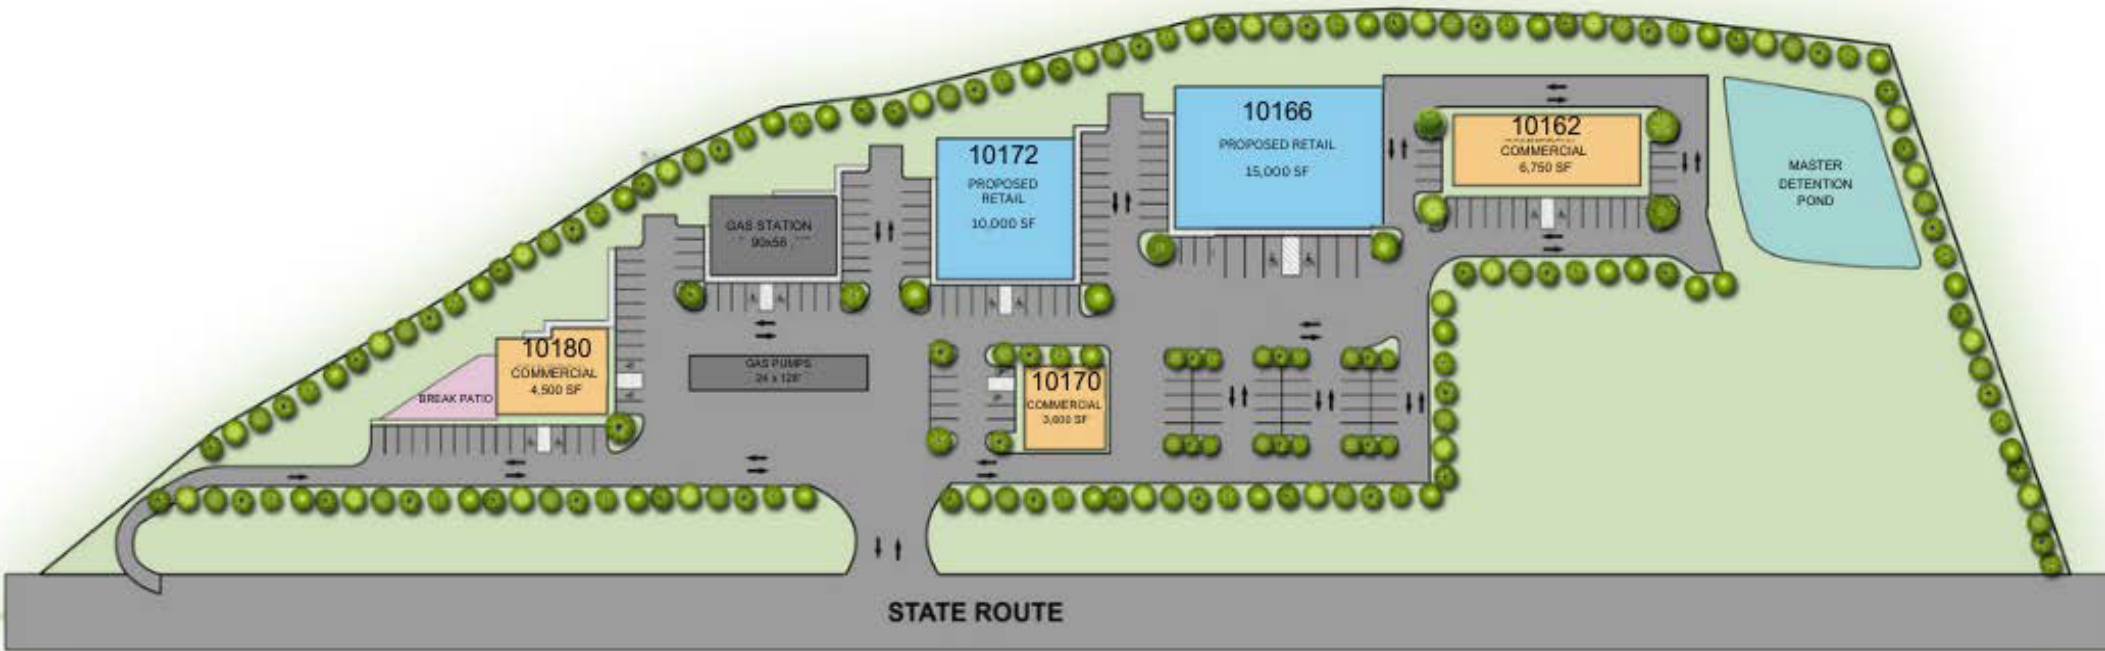 10180
COMMERCIAL
4,500 SF
BREAK PATIO
GAS STATION
90x56
GAS PUMPS
24 x 128'
10172
PROPOSED
RETAIL
10,000 SF
10170
COMMERCIAL
3,600 SF
10166
PROPOSED RETAIL
15,000 SF
10162
COMMERCIAL
6,750 SF
MASTER
DETENTION
POND
STATE ROUTE